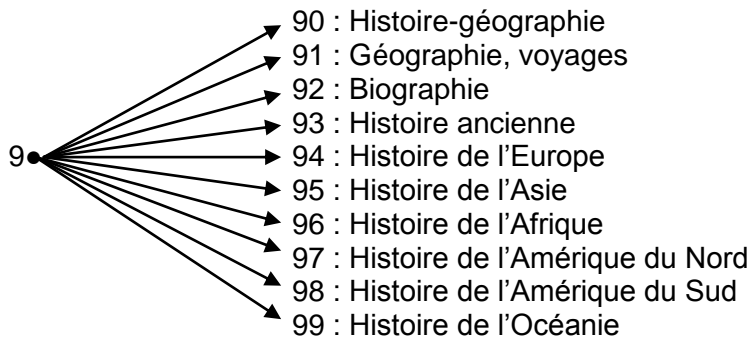 90 : Histoire-géographie
91 : Géographie, voyages
92 : Biographie
93 : Histoire ancienne
9
94 : Histoire de l’Europe
95 : Histoire de l’Asie
96 : Histoire de l’Afrique
97 : Histoire de l’Amérique du Nord
98 : Histoire de l’Amérique du Sud
99 : Histoire de l’Océanie